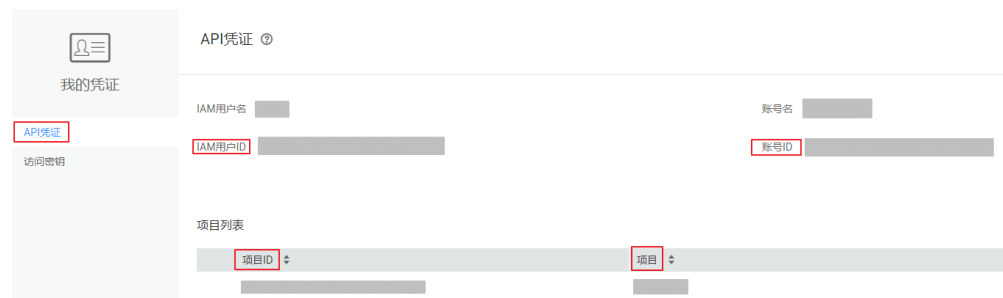 API凭证
我的凭证
IAM用户名
账号名
API凭证
IAM用户ID
账号ID
访问密钥
项目列表
项目ID
项目